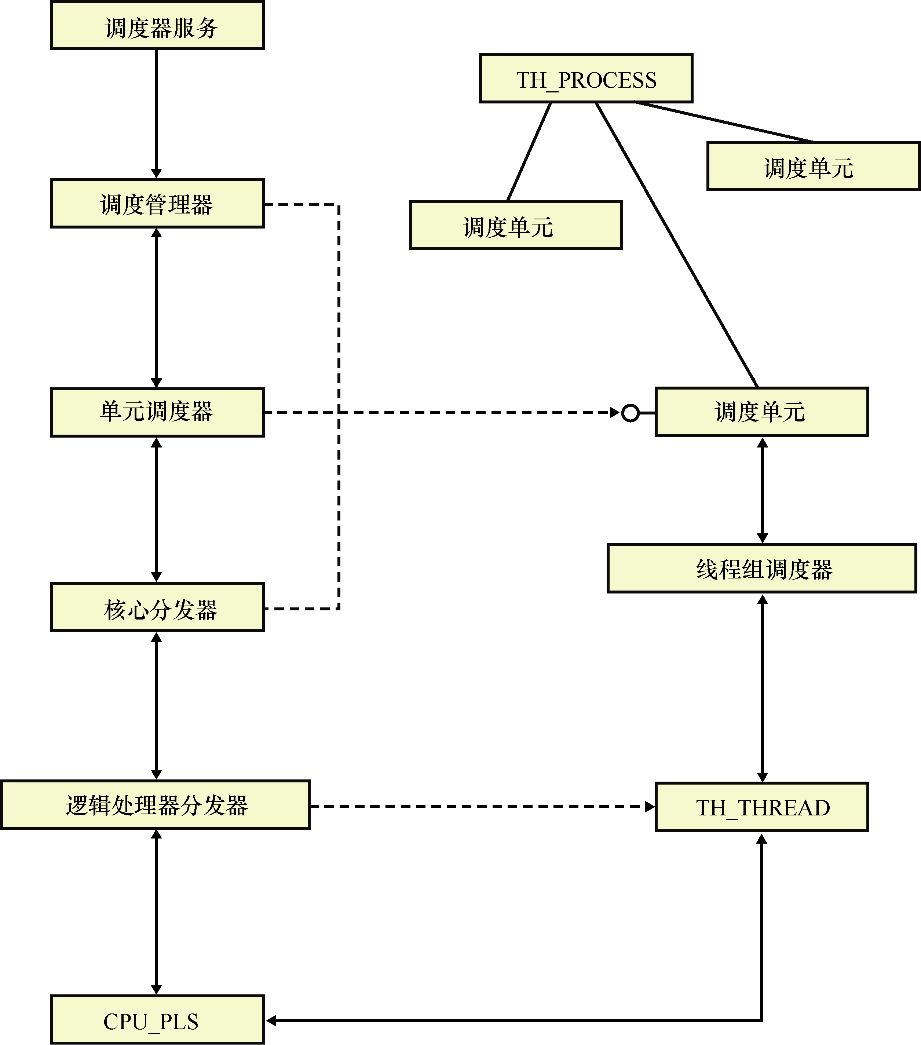 调度器服务
TH_PROCESS
调度单元
调度管理器
调度单元
单元调度器
调度单元
线程组调度器
核心分发器
逻辑处理器分发器
TH_THREAD
CPU_PLS